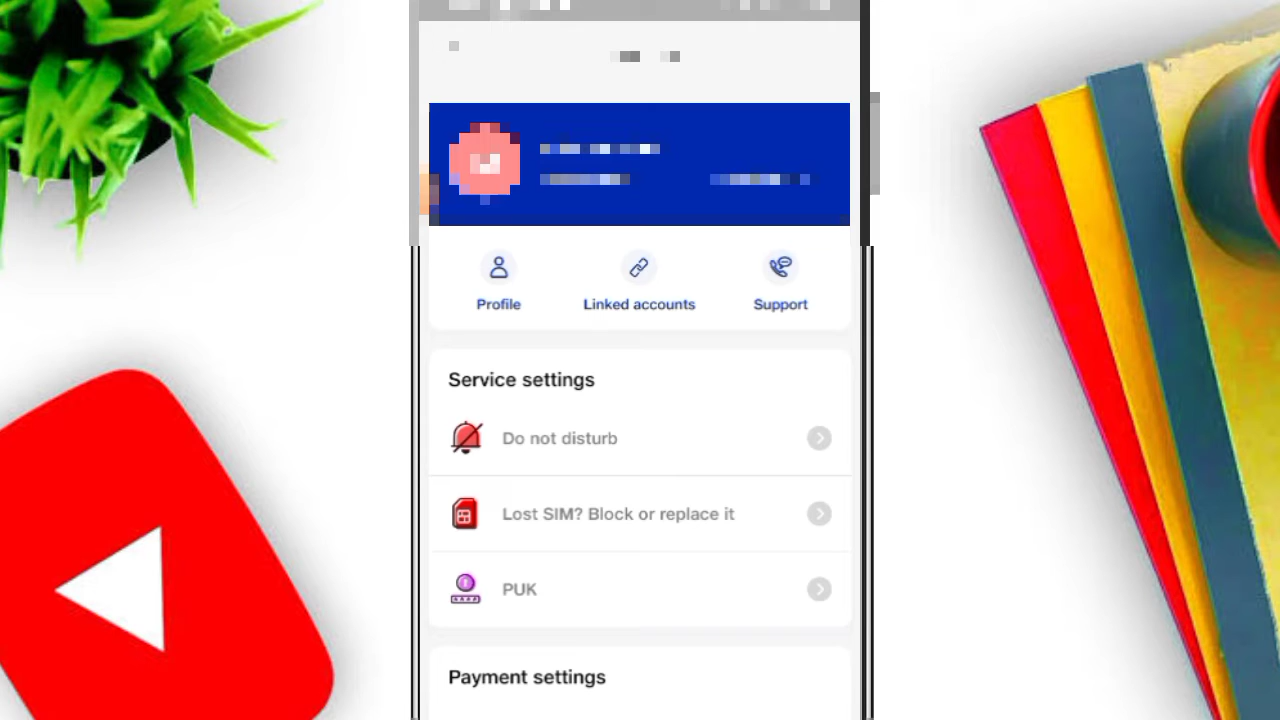 Profile
Linked accounts
Support
Service settings
Do not disturb
Lost SIM? Block or replace it
PUK
Payment settings